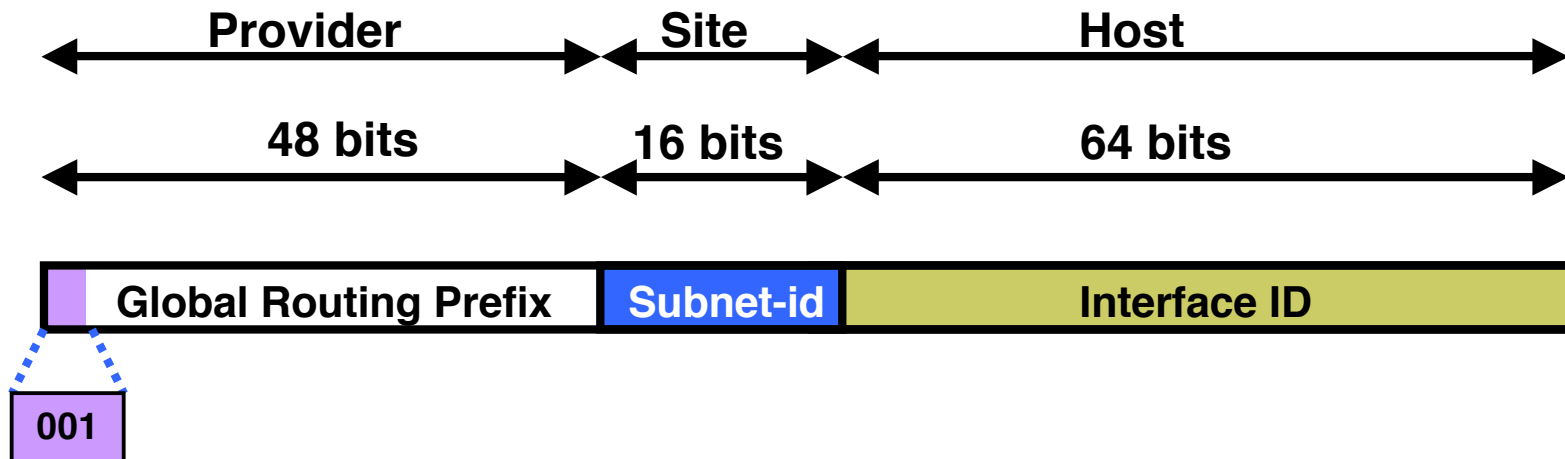 Provider Site Host
48 bits 16 bits 64 bits
Global Routing Prefix Subnet-id Interface ID
001